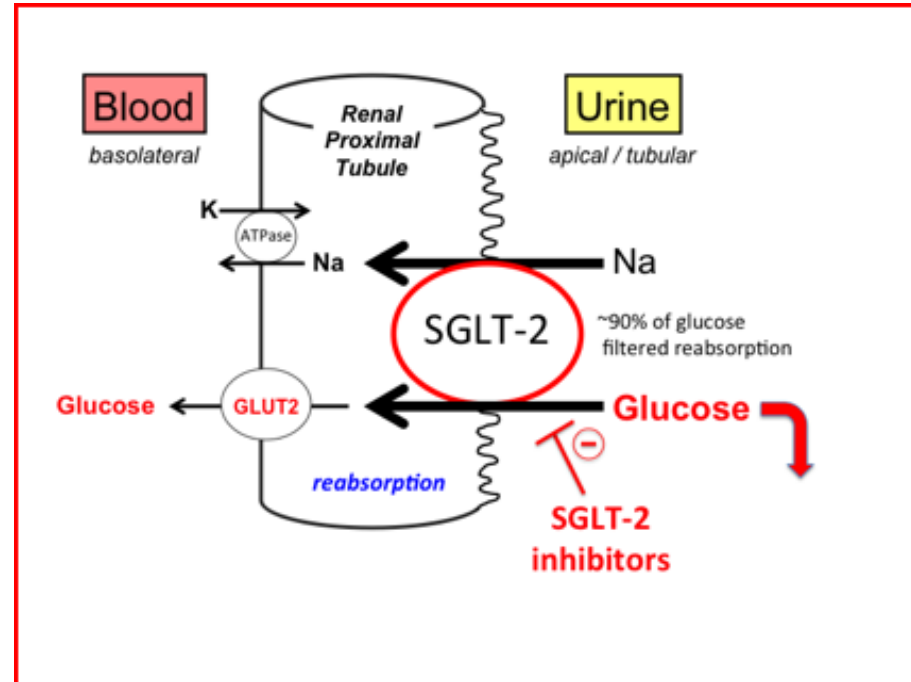 Blood
basolateral
Renal
Proximal
Tubule
Urine
apical / tubular
K
ATPase
Na
Na
SGLT-2
~90% of glucose
filtered reabsorption
Glucose
GLUT2
Glucose
reabsorption
−
SGLT-2
inhibitors